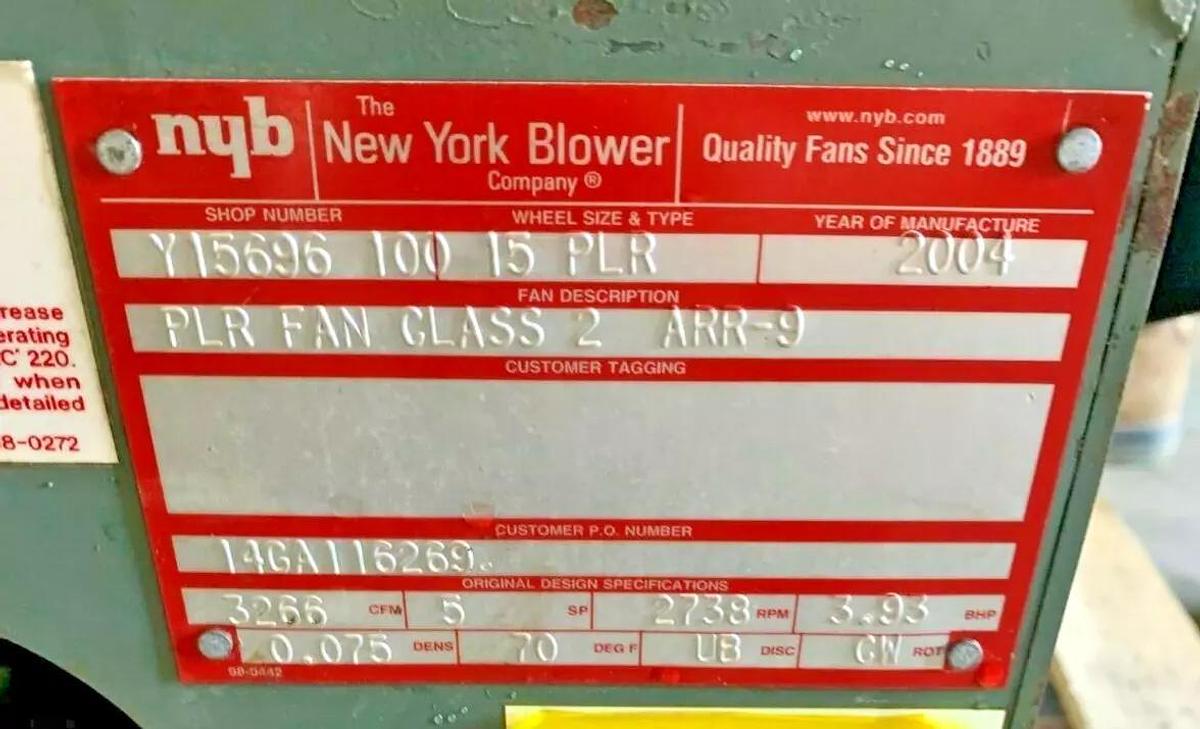 nyb
The
New York Blower
Company ®
www.nyb.com
Quality Fans Since 1889
SHOP NUMBER WHEEL SIZE & TYPE YEAR OF MANUFACTURE
Y15696 100 15 PLR 2004
FAN DESCRIPTION
PLR FAN CLASS 2 ARR-9
CUSTOMER TAGGING
CUSTOMER P.O. NUMBER
14GA116269.
ORIGINAL DESIGN SPECIFICATIONS
3266 CFM 5 SP 2738 RPM 3.93 BHP
0.075 DENS 70 DEG F UB DISC CW ROT
98-0442
rease
erating
C' 220.
when
detailed
8-0272